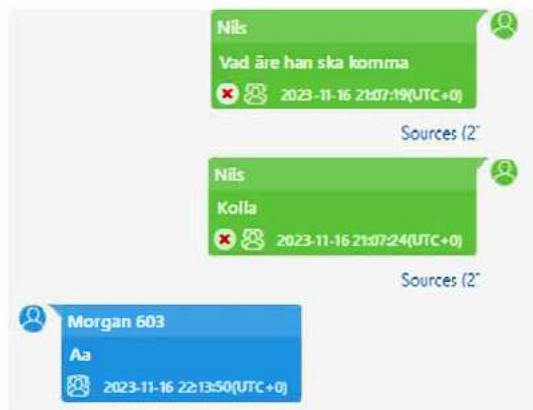 Nils
Vad äre han ska komma
2023-11-16 21:07:19(UTC+0)
Sources (2
Nils
Kolla
2023-11-16 21:07:24(UTC+0)
Sources (2
Morgan 603
Aa
2023-11-16 22:13:50(UTC+0)